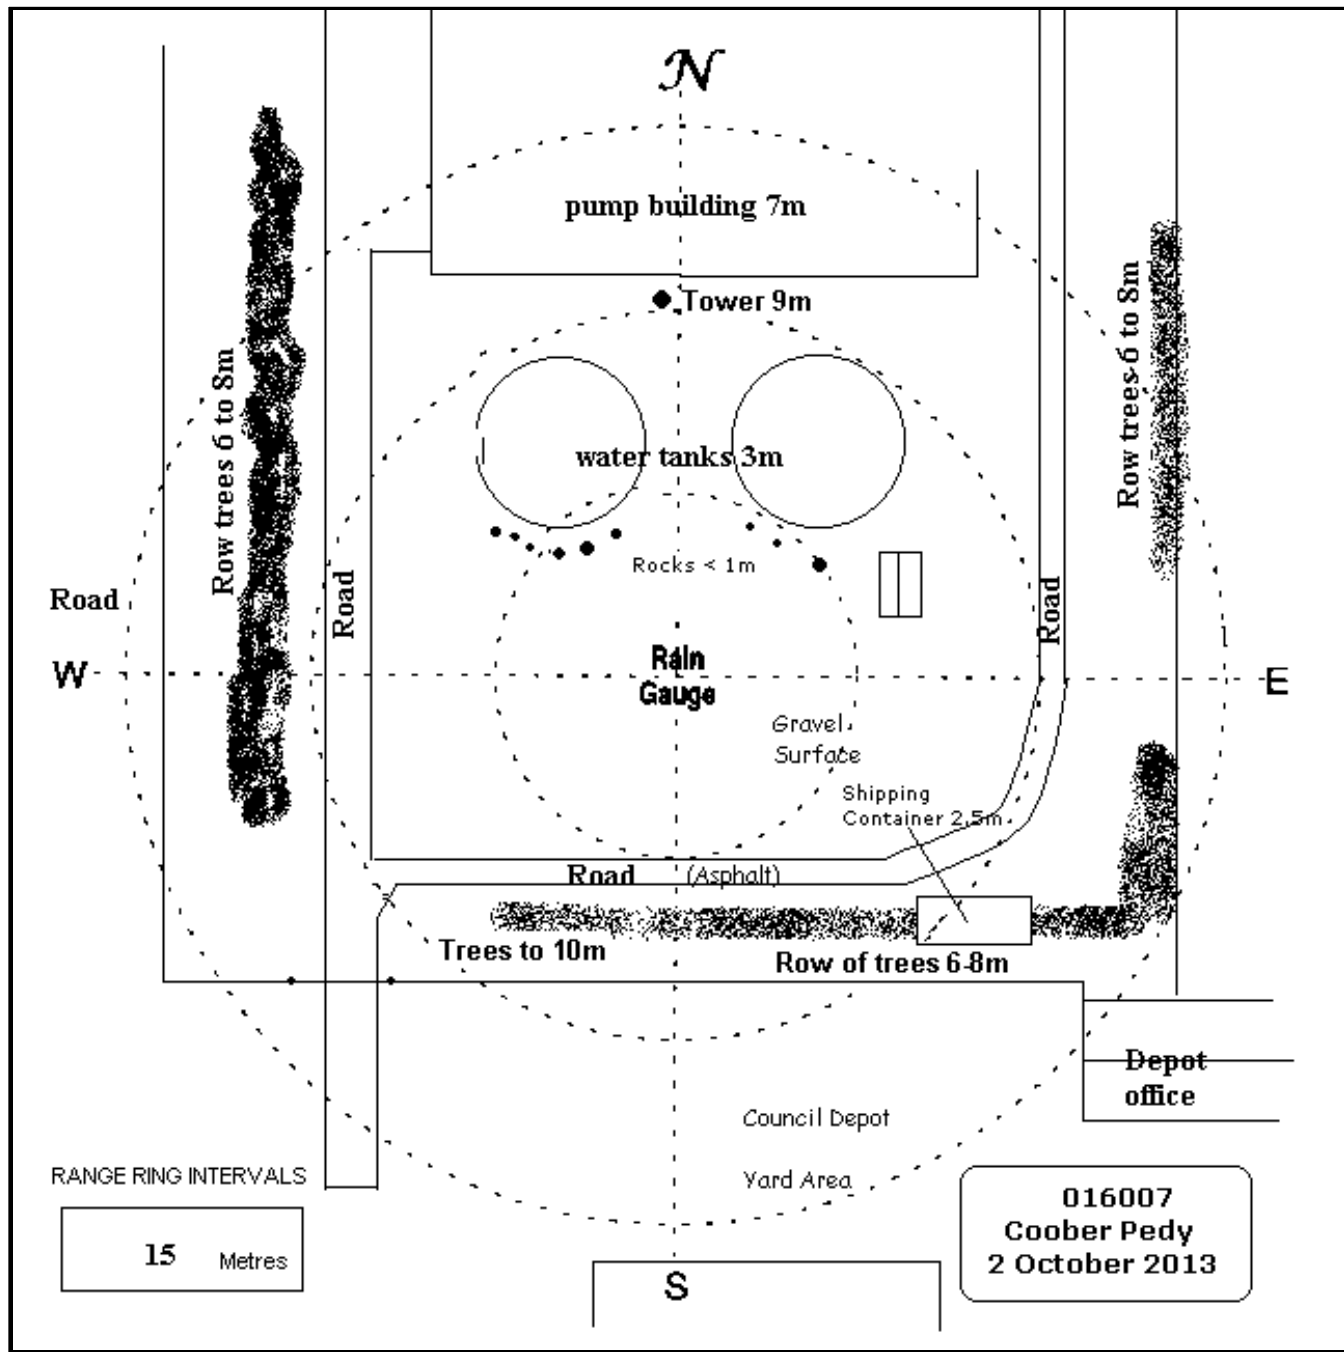 N
pump building 7m
Tower 9m
Row trees 6 to 8m
Row trees 6 to 8m
water tanks 3m
Rocks < 1m
Road
Road
Road
W
Rain
Gauge
E
Gravel
Surface
Shipping
Container 2.5m
Road (Asphalt)
Trees to 10m
Row of trees 6-8m
Depot
office
Council Depot
Yard Area
RANGE RING INTERVALS
15 Metres
S
016007
Coober Pedy
2 October 2013